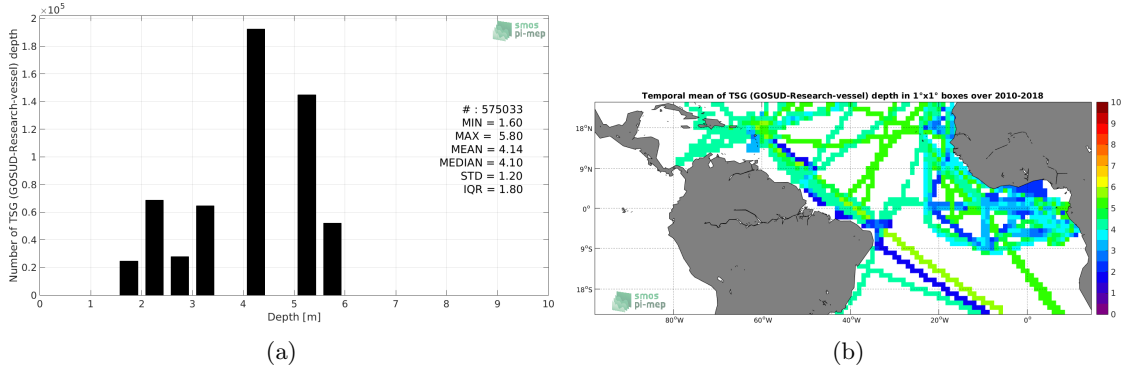 ×10⁵
2
1.8
1.6
1.4
1.2
1
0.8
0.6
0.4
0.2
0
Number of TSG (GOSUD-Research-vessel) depth
smos
pi-mep
# : 575033
MIN = 1.60
MAX = 5.80
MEAN = 4.14
MEDIAN = 4.10
STD = 1.20
IQR = 1.80
0 1 2 3 4 5 6 7 8 9 10
Depth [m]
(a)
Temporal mean of TSG (GOSUD-Research-vessel) depth in 1°x1° boxes over 2010-2018
18°N
9°N
0°
9°S
18°S
smos
pi-mep
80°W 60°W 40°W 20°W 0°
10
9
8
7
6
5
4
3
2
1
0
(b)